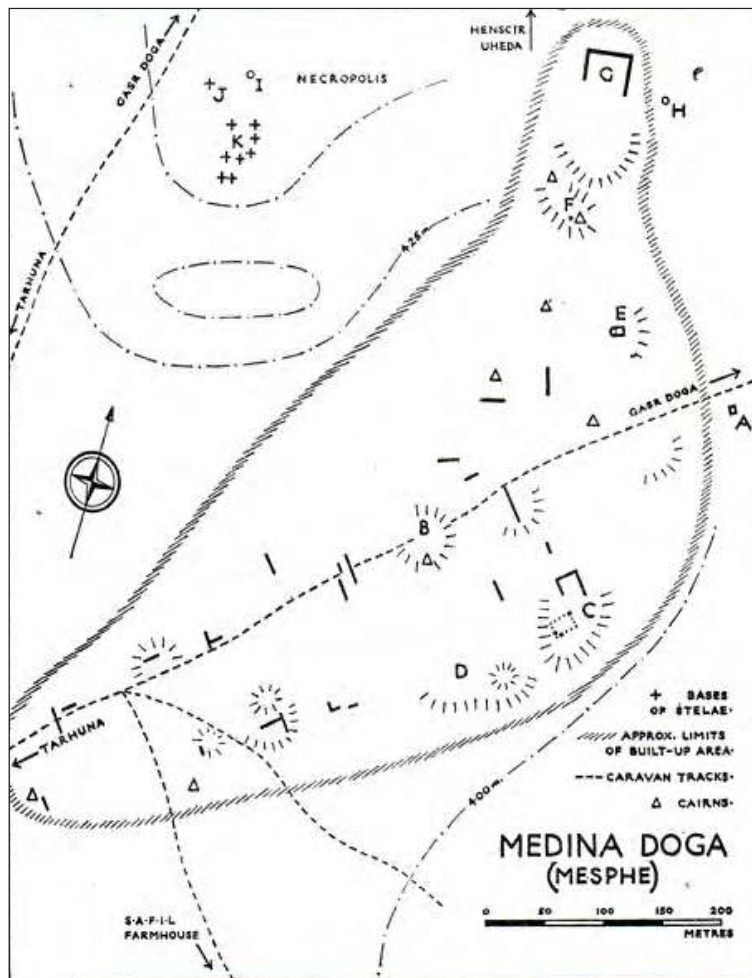 HENSCIR
UHEDA
GASR DOGA
NECROPOLIS
G
I
J
H
K
F
425m.
TARHUNA
E
GASR DOGA
A
B
C
D
TARHUNA
400m.
+ BASES
OF STELAE.
APPROX. LIMITS
OF BUILT-UP AREA.
CARAVAN TRACKS.
CAIRNS.
MEDINA DOGA
(MESPHE)
0 50 100 150 200
METRES
S·A·F·I·L
FARMHOUSE